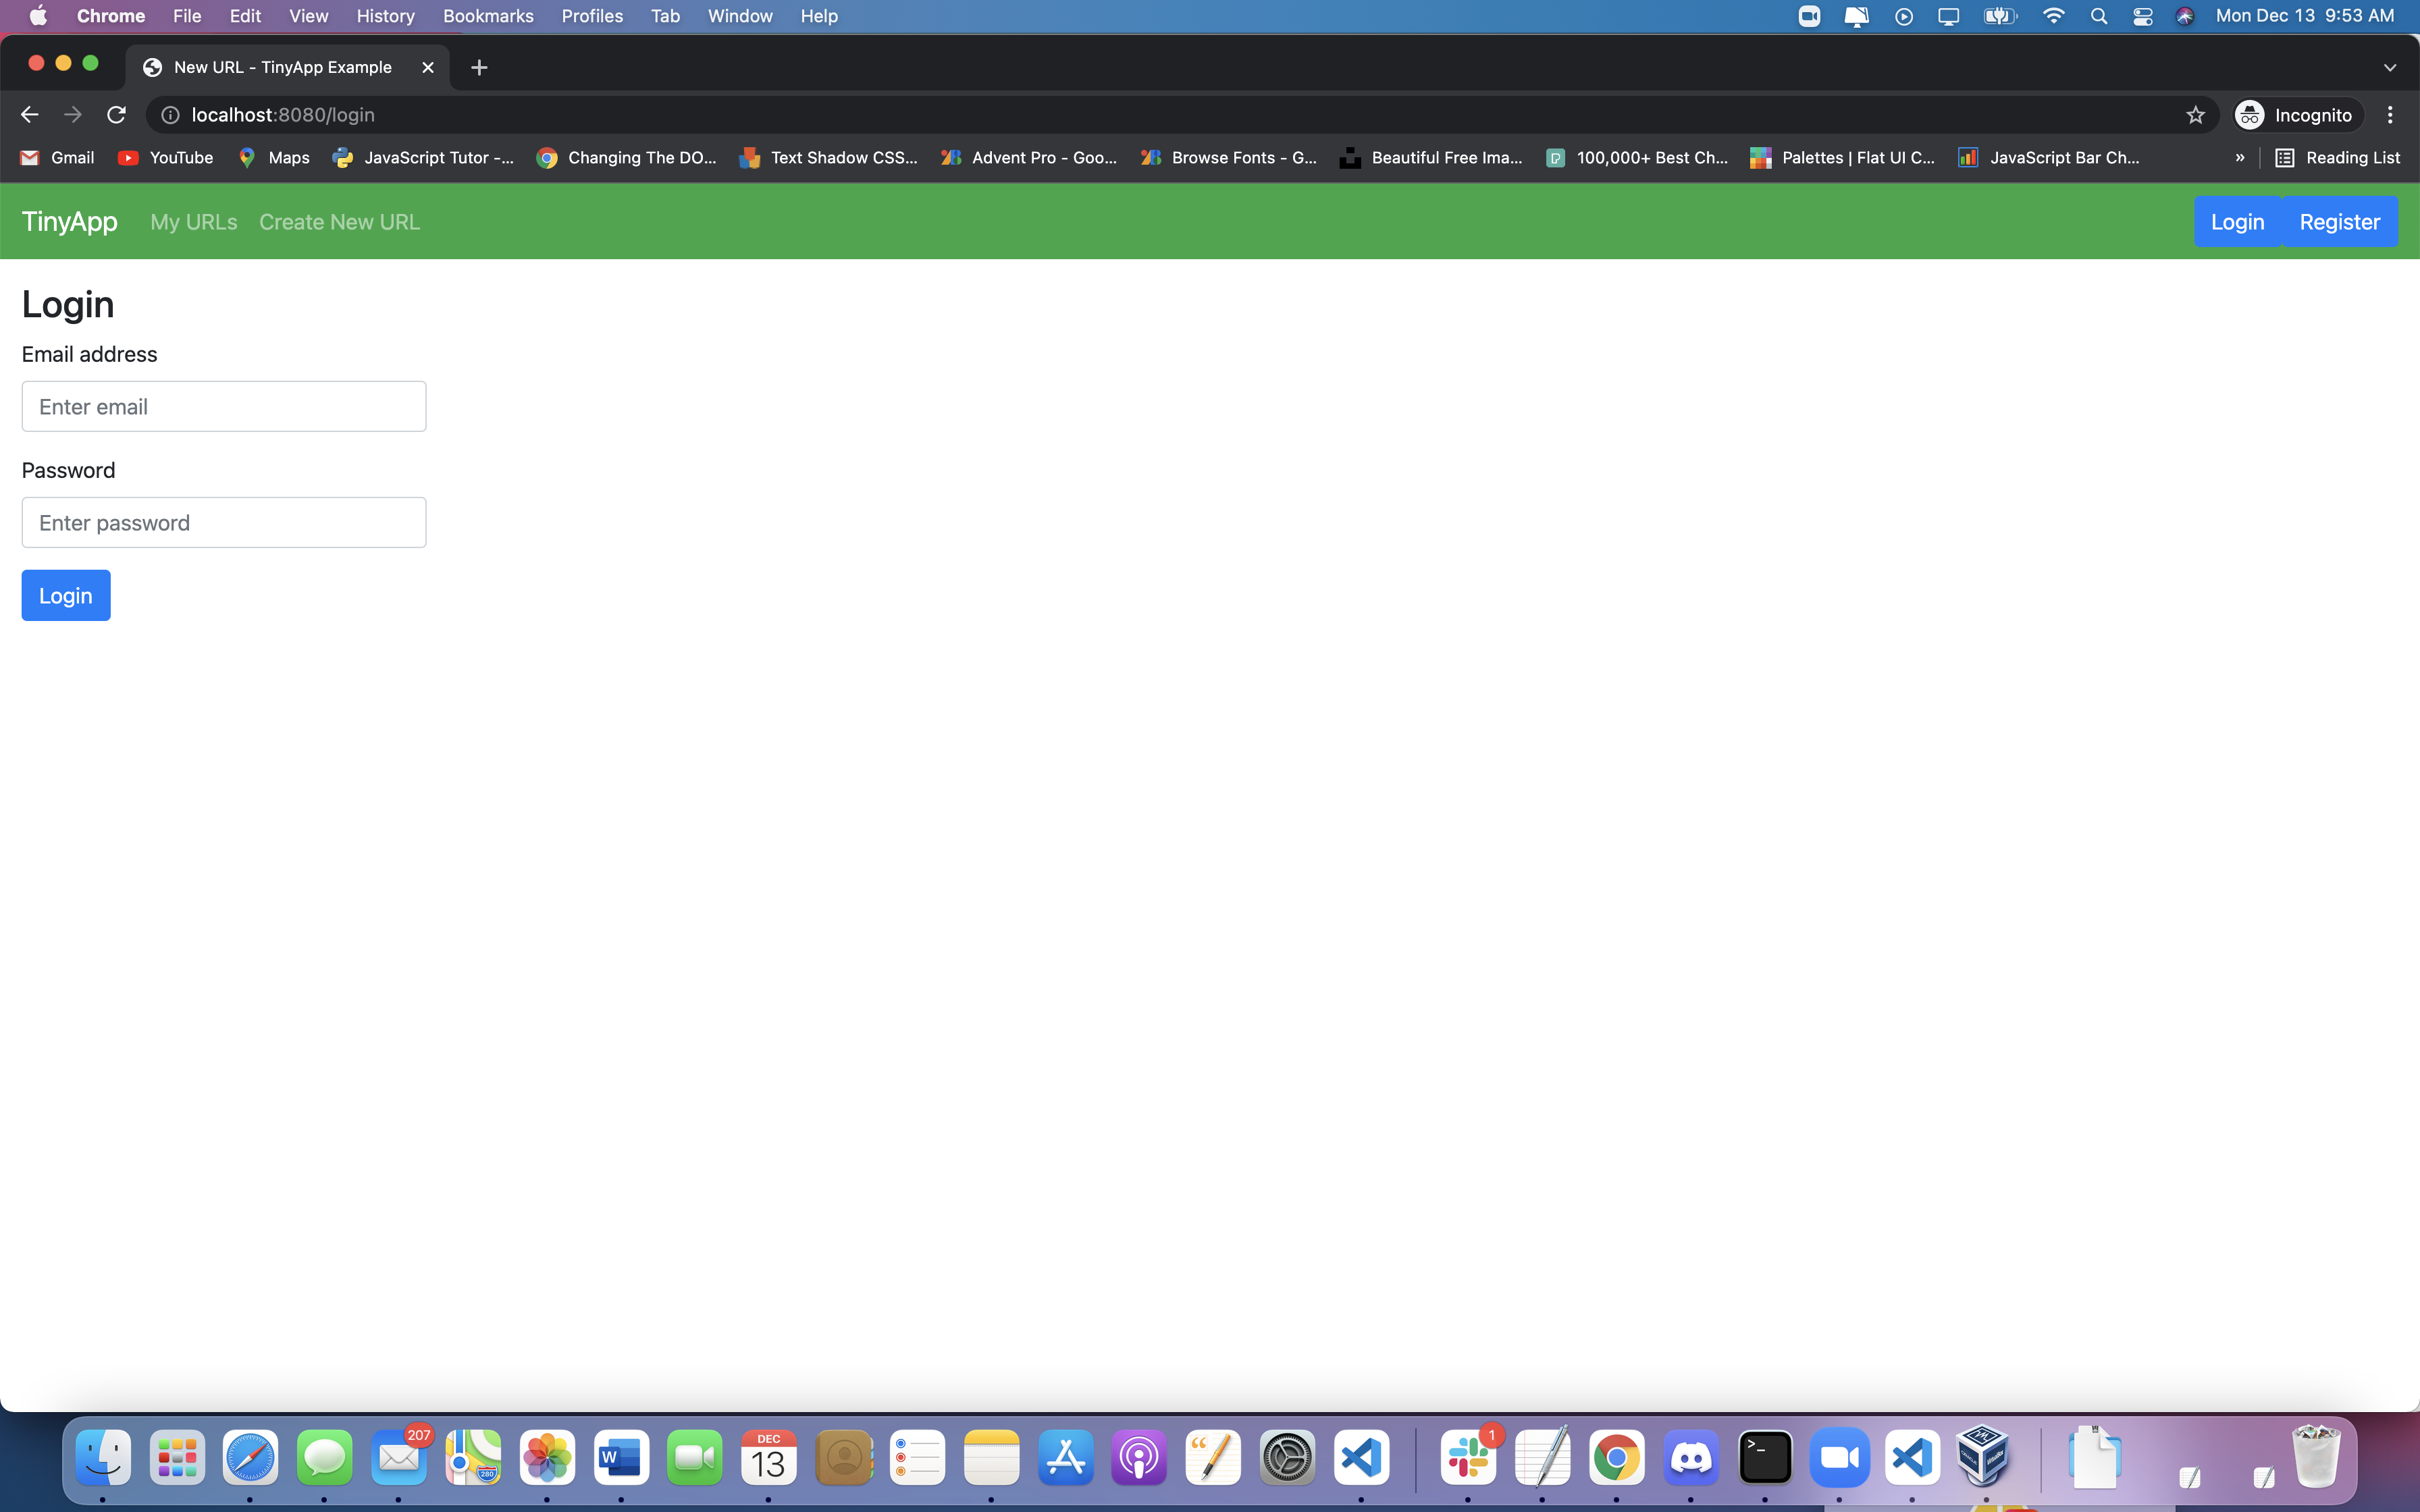 Chrome File Edit View History Bookmarks Profiles Tab Window Help Mon Dec 13 9:53 AM
New URL - TinyApp Example
localhost:8080/login Incognito
Gmail YouTube Maps JavaScript Tutor -... Changing The DO... Text Shadow CSS... Advent Pro - Goo... Browse Fonts - G... Beautiful Free Ima... 100,000+ Best Ch... Palettes | Flat UI C... JavaScript Bar Ch... » Reading List
TinyApp My URLs Create New URL Login Register
Login
Email address
Enter email
Password
Enter password
Login
207 280 W DEC 13 1 >_